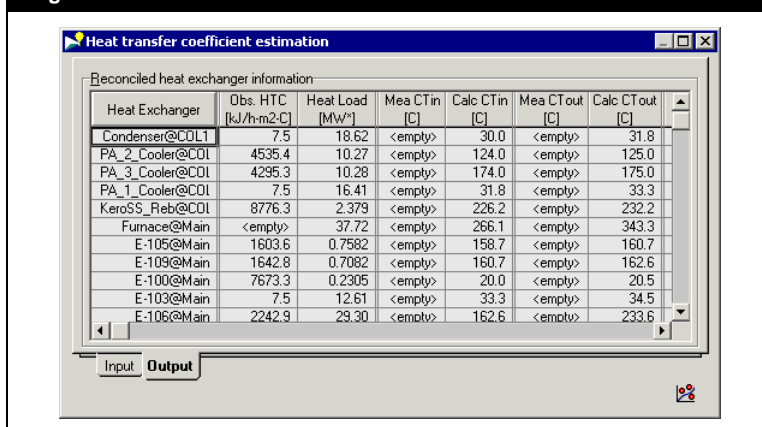 Heat transfer coefficient estimation
Reconciled heat exchanger information
Heat Exchanger Obs. HTC [kJ/h-m2-C] Heat Load [MW*] Mea CTin [C] Calc CTin [C] Mea CTout [C] Calc CTout [C]
Condenser@COL1 7.5 18.62 <empty> 30.0 <empty> 31.8
PA_2_Cooler@COL 4535.4 10.27 <empty> 124.0 <empty> 125.0
PA_3_Cooler@COL 4295.3 10.28 <empty> 174.0 <empty> 175.0
PA_1_Cooler@COL 7.5 16.41 <empty> 31.8 <empty> 33.3
KeroSS_Reb@COL 8776.3 2.379 <empty> 226.2 <empty> 232.2
Furnace@Main <empty> 37.72 <empty> 266.1 <empty> 343.3
E-105@Main 1603.6 0.7582 <empty> 158.7 <empty> 160.7
E-109@Main 1642.8 0.7082 <empty> 160.7 <empty> 162.6
E-100@Main 7673.3 0.2305 <empty> 20.0 <empty> 20.5
E-103@Main 7.5 12.61 <empty> 33.3 <empty> 34.5
E-106@Main 2242.9 29.30 <empty> 162.6 <empty> 233.6
Input Output